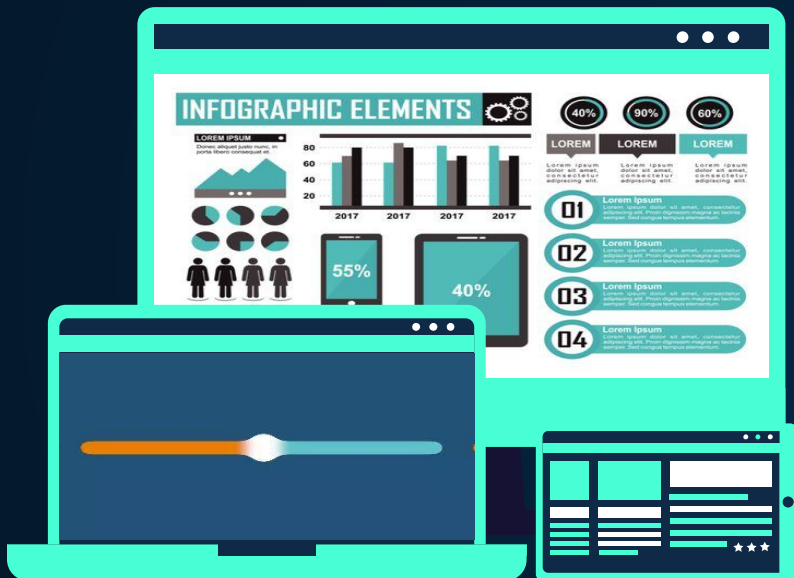 INFOGRAPHIC ELEMENTS
LOREM IPSUM
Donec aliquet justo nunc, in
porta libero consequat et.
80
60
40
20
2017 2017 2017 2017
55%
40%
40% 90% 60%
LOREM LOREM LOREM
Lorem ipsum
dolor sit amet,
consectetur
adipiscing elit.
Lorem ipsum
dolor sit amet,
consectetur
adipiscing elit.
Lorem ipsum
dolor sit amet,
consectetur
adipiscing elit.
01
Lorem Ipsum
Lorem ipsum dolor sit amet, consectetur
adipiscing elit. Proin dignissim magna ac lacinia
semper. Sed congue tempus elementum.
02
Lorem Ipsum
Lorem ipsum dolor sit amet, consectetur
adipiscing elit. Proin dignissim magna ac lacinia
semper. Sed congue tempus elementum.
03
Lorem Ipsum
Lorem ipsum dolor sit amet, consectetur
adipiscing elit. Proin dignissim magna ac lacinia
semper. Sed congue tempus elementum.
04
Lorem Ipsum
Lorem ipsum dolor sit amet, consectetur
adipiscing elit. Proin dignissim magna ac lacinia
semper. Sed congue tempus elementum.